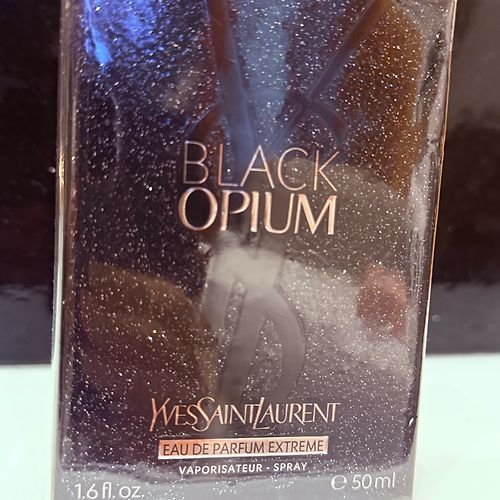 BLACK
OPIUM
YVESSAINTLAURENT
EAU DE PARFUM EXTREME
VAPORISATEUR - SPRAY
1.6 fl. oz. ℮ 50 ml